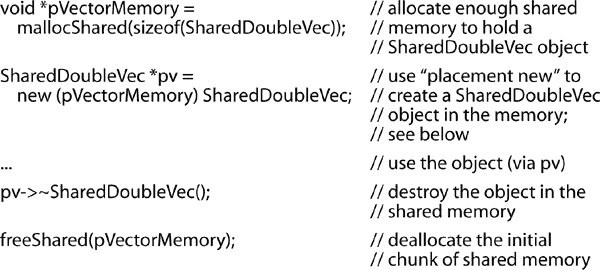 void *pVectorMemory = // allocate enough shared
mallocShared(sizeof(SharedDoubleVec)); // memory to hold a
// SharedDoubleVec object
SharedDoubleVec *pv = // use “placement new” to
new (pVectorMemory) SharedDoubleVec; // create a SharedDoubleVec
// object in the memory;
// see below
... // use the object (via pv)
pv->~SharedDoubleVec(); // destroy the object in the
// shared memory
freeShared(pVectorMemory); // deallocate the initial
// chunk of shared memory